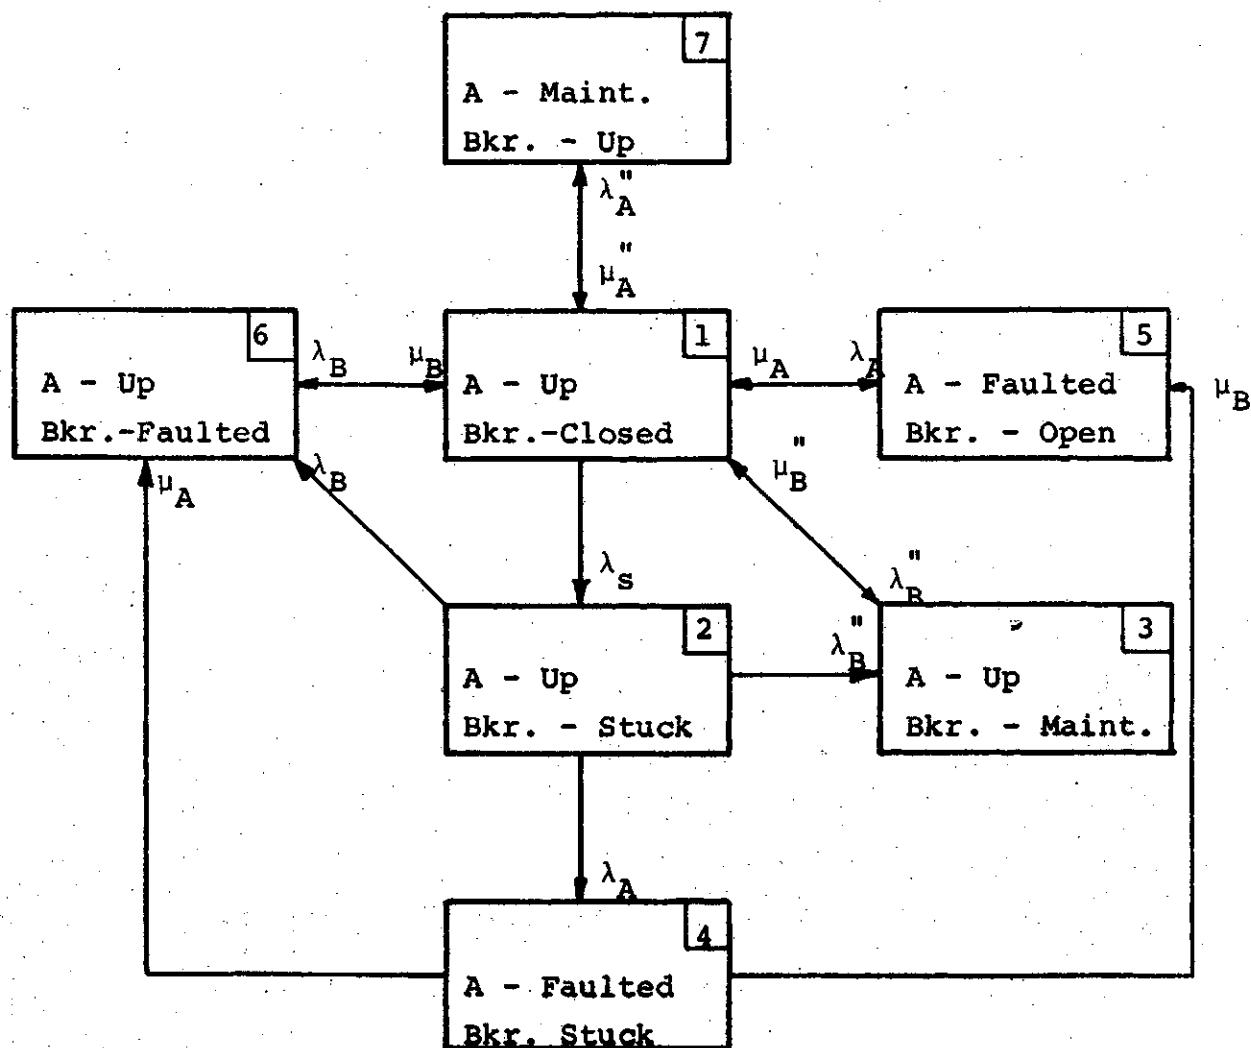 7
A - Maint.
Bkr. - Up
λ"A
μ"A
6
A - Up
Bkr.-Faulted
λB
μB
1
A - Up
Bkr.-Closed
μA
λA
5
A - Faulted
Bkr. - Open
μB
μA
λB
λs
μ"B
λ"B
2
A - Up
Bkr. - Stuck
λ"B
3
A - Up
Bkr. - Maint.
λA
4
A - Faulted
Bkr. Stuck